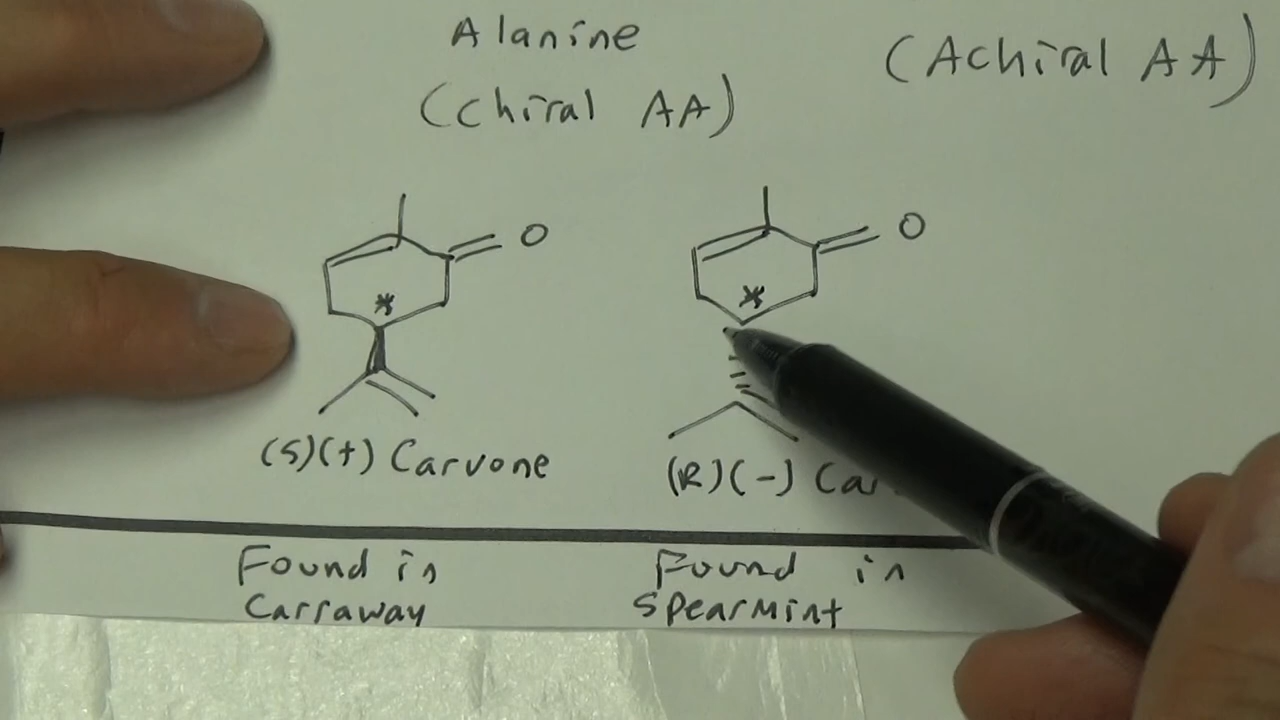 Alanine
(Chiral AA)
(Achiral AA)
O
*
O
*
(S)(+) Carvone
(R)(-)
Found in
Carraway
Found in
Spearmint